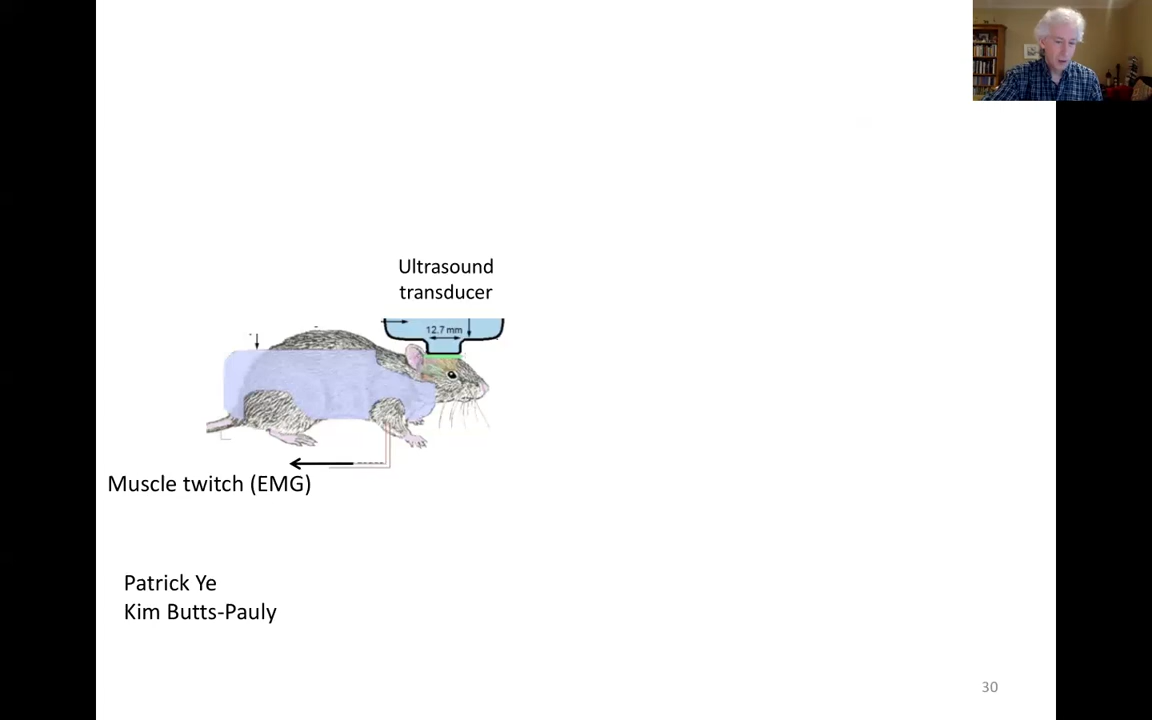 Ultrasound
transducer
12.7 mm
Muscle twitch (EMG)
Patrick Ye
Kim Butts-Pauly
30